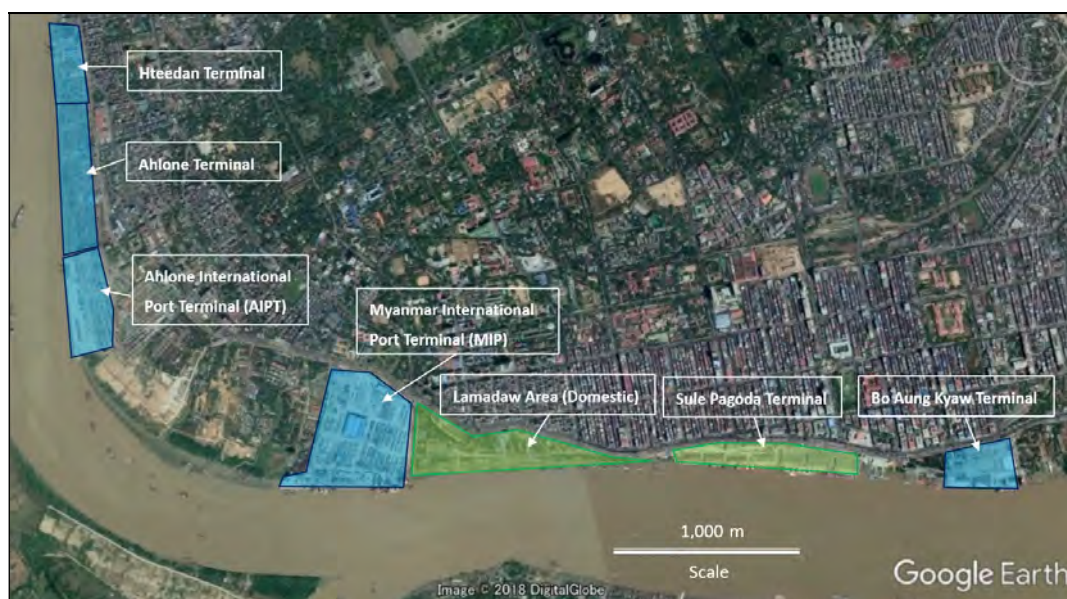 Hteedan Terminal
Ahlone Terminal
Ahlone International
Port Terminal (AIPT)
Myanmar International
Port Terminal (MIP)
Lamadaw Area (Domestic)
Sule Pagoda Terminal
Bo Aung Kyaw Terminal
1,000 m
Scale
Google Earth
Image © 2018 DigitalGlobe